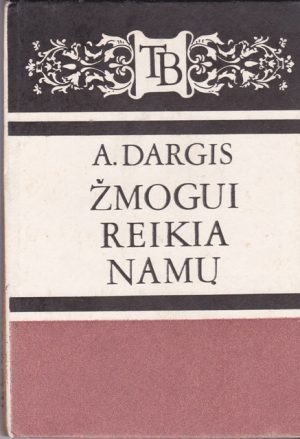 TB
A. DARGIS
ŽMOGUI
REIKIA
NAMŲ